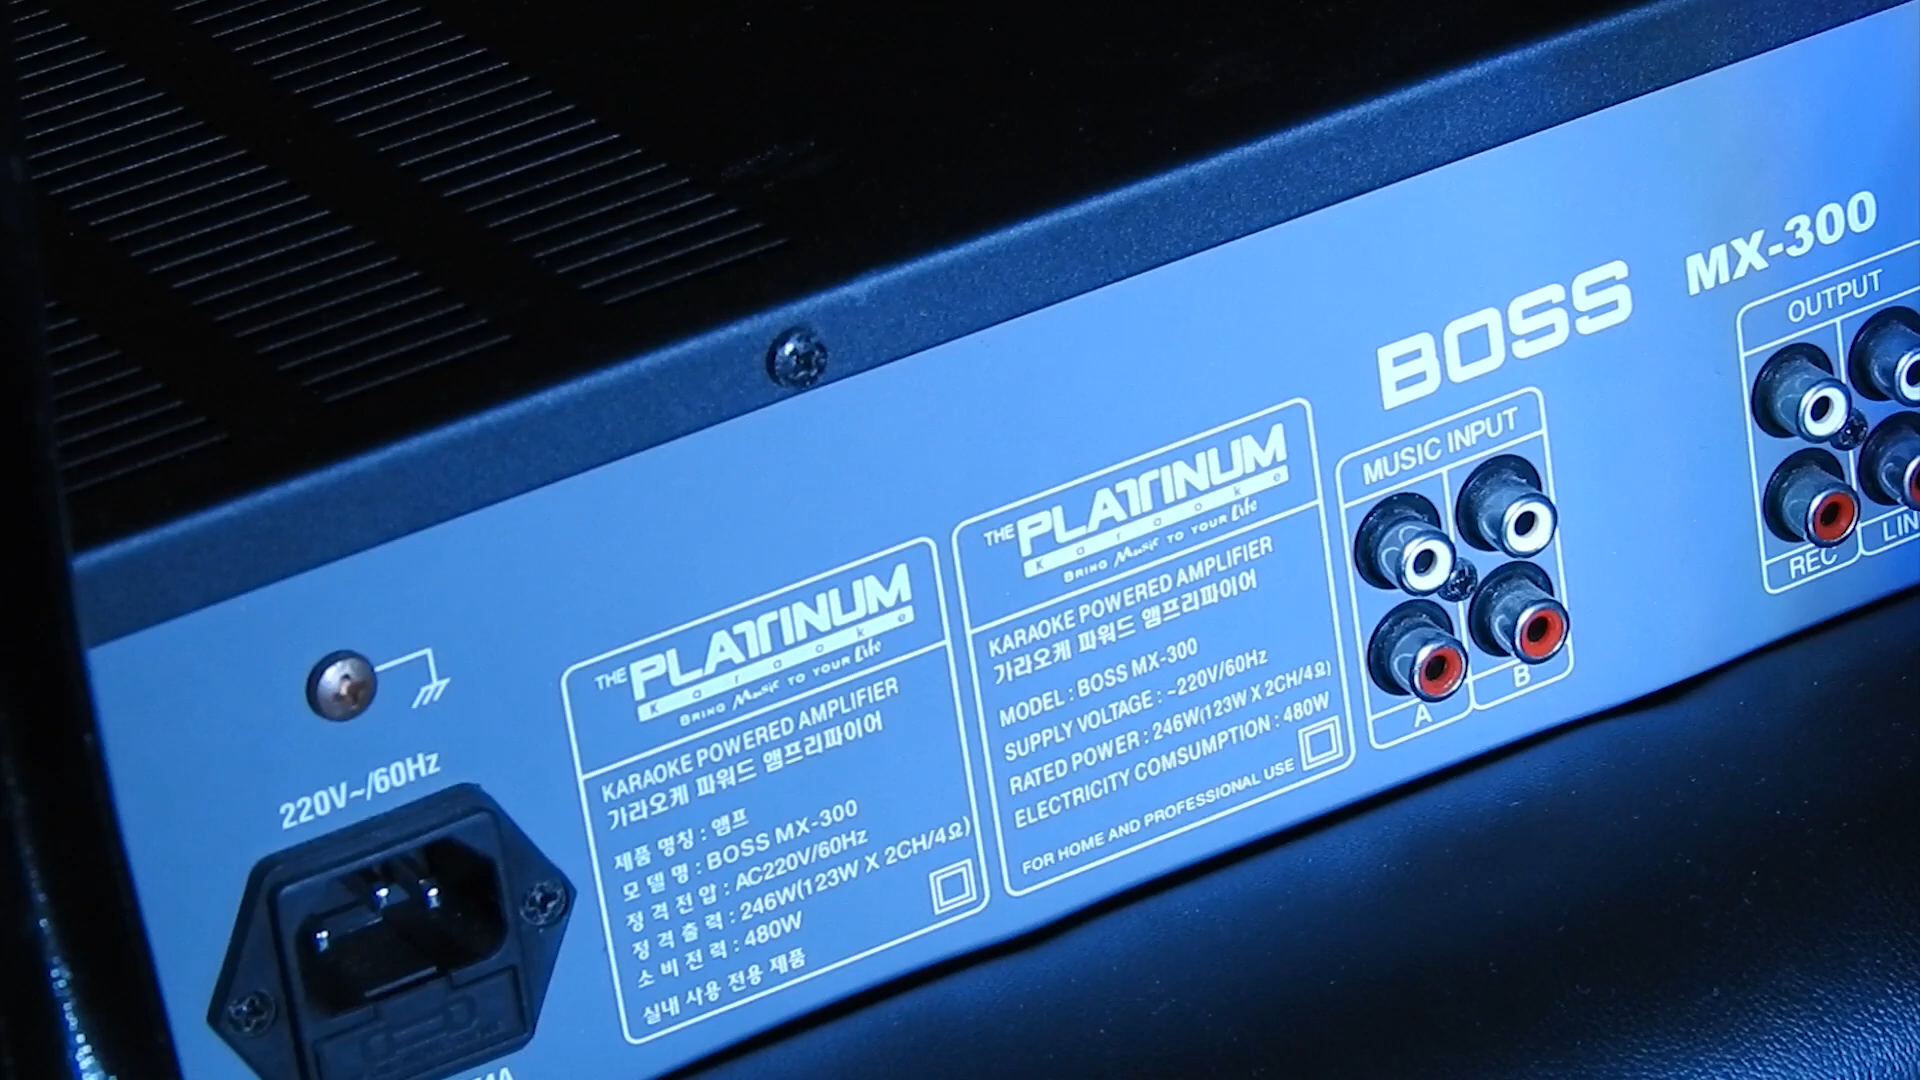 BOSS MX-300
OUTPUT
REC
MUSIC INPUT
A
B
THE PLATINUM
karaoke
BRING Music TO YOUR Life
KARAOKE POWERED AMPLIFIER
가라오케 파워드 앰프리파이어
MODEL : BOSS MX-300
SUPPLY VOLTAGE : ~220V/60Hz
RATED POWER : 246W(123W X 2CH/4Ω)
ELECTRICITY COMSUMPTION : 480W
FOR HOME AND PROFESSIONAL USE
THE PLATINUM
karaoke
BRING Music TO YOUR Life
KARAOKE POWERED AMPLIFIER
가라오케 파워드 앰프리파이어
제품 명칭 : 앰프
모 델 명 : BOSS MX-300
정 격 전 압 : AC220V/60Hz
정 격 출 력 : 246W(123W X 2CH/4Ω)
소 비 전 력 : 480W
실내 사용 전용 제품
220V~/60Hz